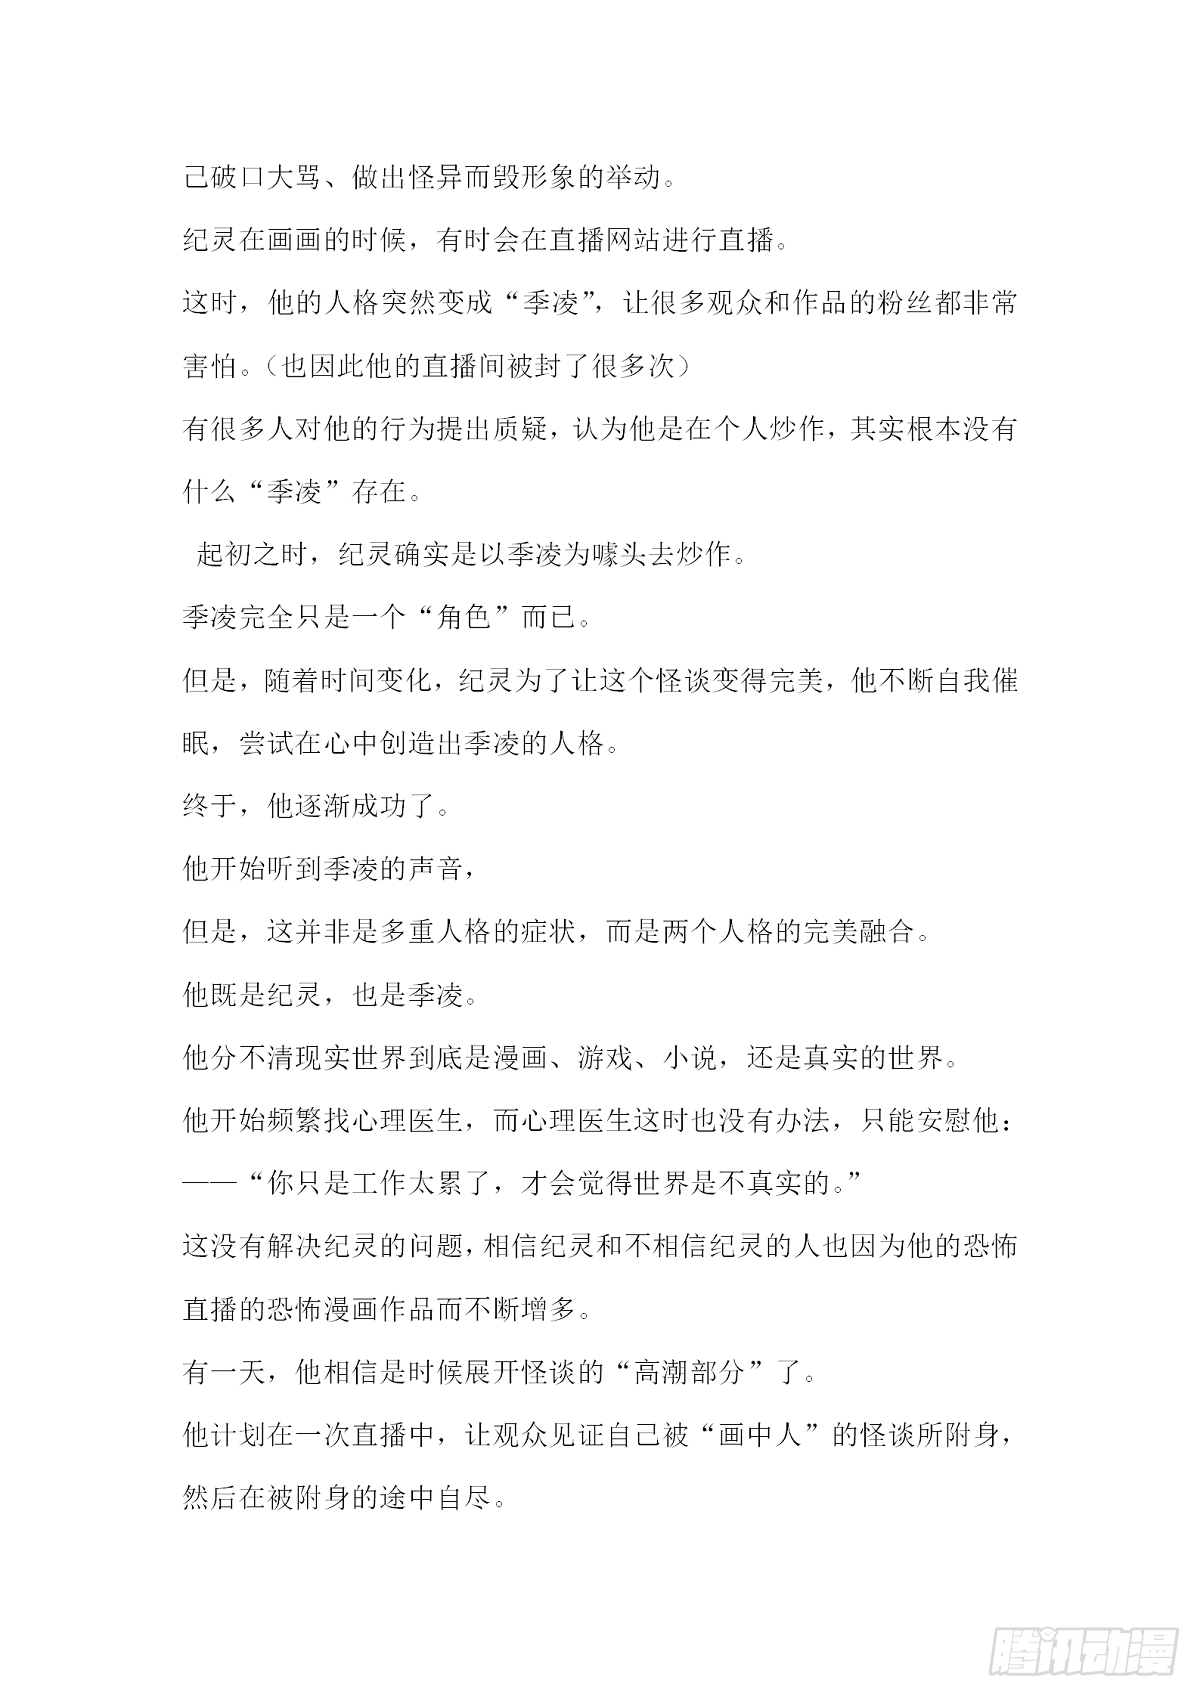 己破口大骂、做出怪异而毁形象的举动。
纪灵在画画的时候，有时会在直播网站进行直播。
这时，他的人格突然变成“季凌”，让很多观众和作品的粉丝都非常
害怕。（也因此他的直播间被封了很多次）
有很多人对他的行为提出质疑，认为他是在个人炒作，其实根本没有
什么“季凌”存在。
起初之时，纪灵确实是以季凌为噱头去炒作。
季凌完全只是一个“角色”而已。
但是，随着时间变化，纪灵为了让这个怪谈变得完美，他不断自我催
眠，尝试在心中创造出季凌的人格。
终于，他逐渐成功了。
他开始听到季凌的声音，
但是，这并非是多重人格的症状，而是两个人格的完美融合。
他既是纪灵，也是季凌。
他分不清现实世界到底是漫画、游戏、小说，还是真实的世界。
他开始频繁找心理医生，而心理医生这时也没有办法，只能安慰他：
——“你只是工作太累了，才会觉得世界是不真实的。”
这没有解决纪灵的问题，相信纪灵和不相信纪灵的人也因为他的恐怖
直播的恐怖漫画作品而不断增多。
有一天，他相信是时候展开怪谈的“高潮部分”了。
他计划在一次直播中，让观众见证自己被“画中人”的怪谈所附身，
然后在被附身的途中自尽。
腾讯动漫